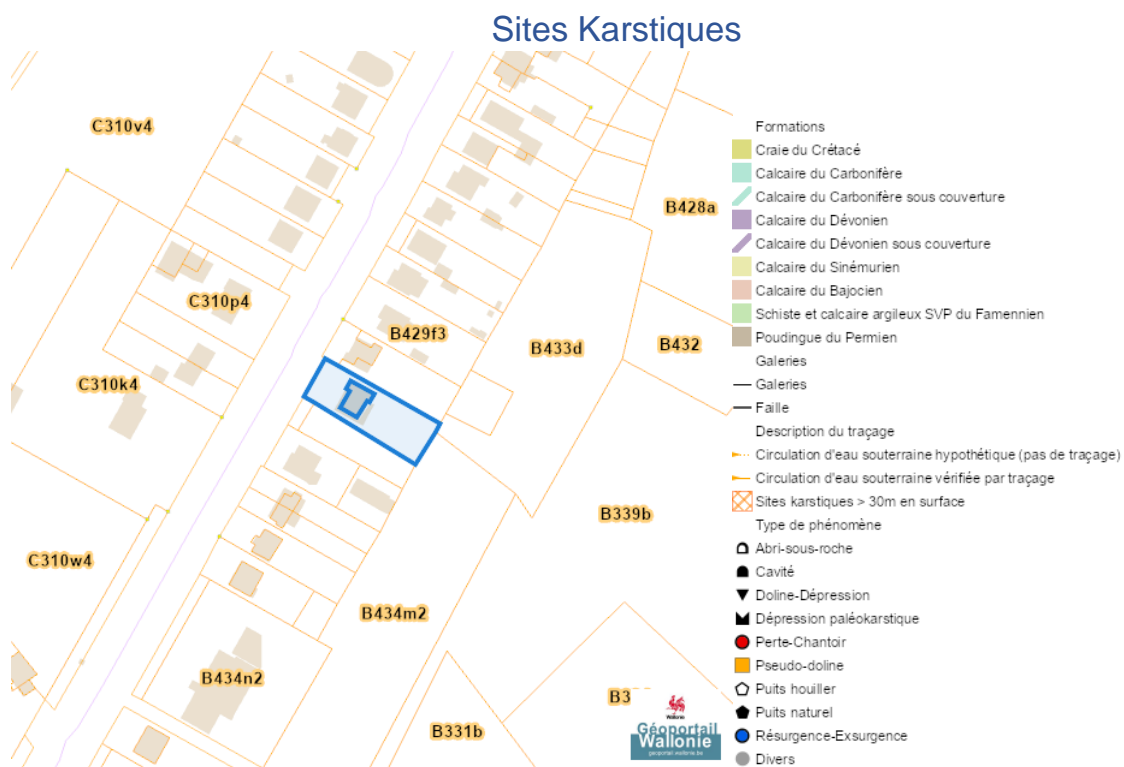 Sites Karstiques
C310v4
B428a
C310p4
B429f3
B433d
B432
C310k4
B339b
C310w4
B434m2
B434n2
B3
B331b
Wallonie
Géoportail
Wallonie
geoportail.wallonie.be
Formations
Craie du Crétacé
Calcaire du Carbonifère
Calcaire du Carbonifère sous couverture
Calcaire du Dévonien
Calcaire du Dévonien sous couverture
Calcaire du Sinémurien
Calcaire du Bajocien
Schiste et calcaire argileux SVP du Famennien
Poudingue du Permien
Galeries
Galeries
Faille
Description du traçage
Circulation d'eau souterraine hypothétique (pas de traçage)
Circulation d'eau souterraine vérifiée par traçage
Sites karstiques > 30m en surface
Type de phénomène
Abri-sous-roche
Cavité
Doline-Dépression
Dépression paléokarstique
Perte-Chantoir
Pseudo-doline
Puits houiller
Puits naturel
Résurgence-Exsurgence
Divers